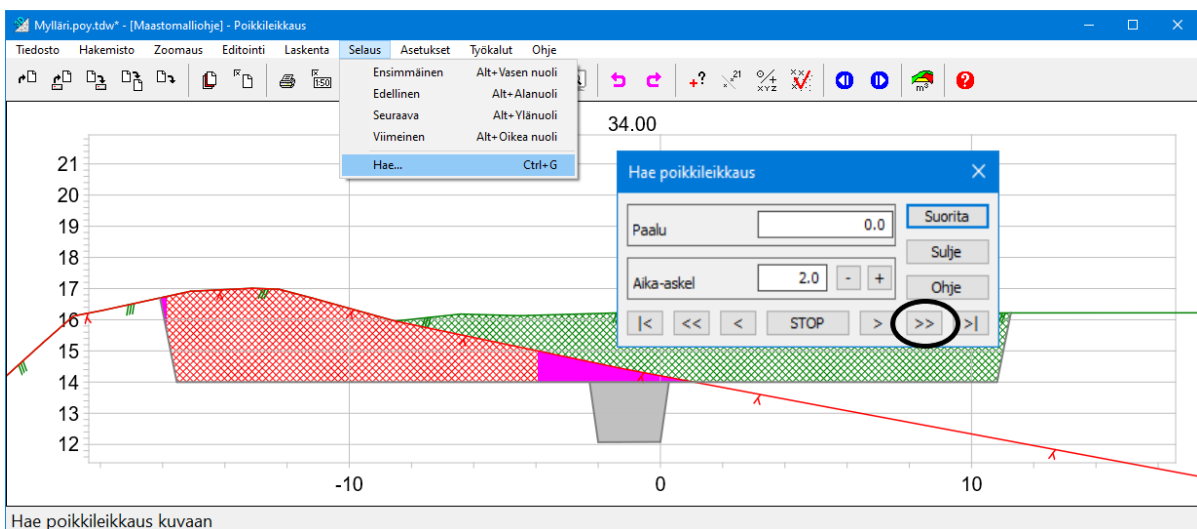 Mylläri.poy.tdw* - [Maastomalliohje] - Poikkileikkaus
Tiedosto Hakemisto Zoomaus Editointi Laskenta Selaus Asetukset Työkalut Ohje
Ensimmäinen Alt+Vasen nuoli
Edellinen Alt+Alanuoli
Seuraava Alt+Ylänuoli
Viimeinen Alt+Oikea nuoli
Hae... Ctrl+G
34.00
Hae poikkileikkaus
Paalu 0.0 Suorita
Sulje
Aika-askel 2.0 - + Ohje
|< << < STOP > >> >|
21
20
19
18
17
16
15
14
13
12
-10 0 10
Hae poikkileikkaus kuvaan